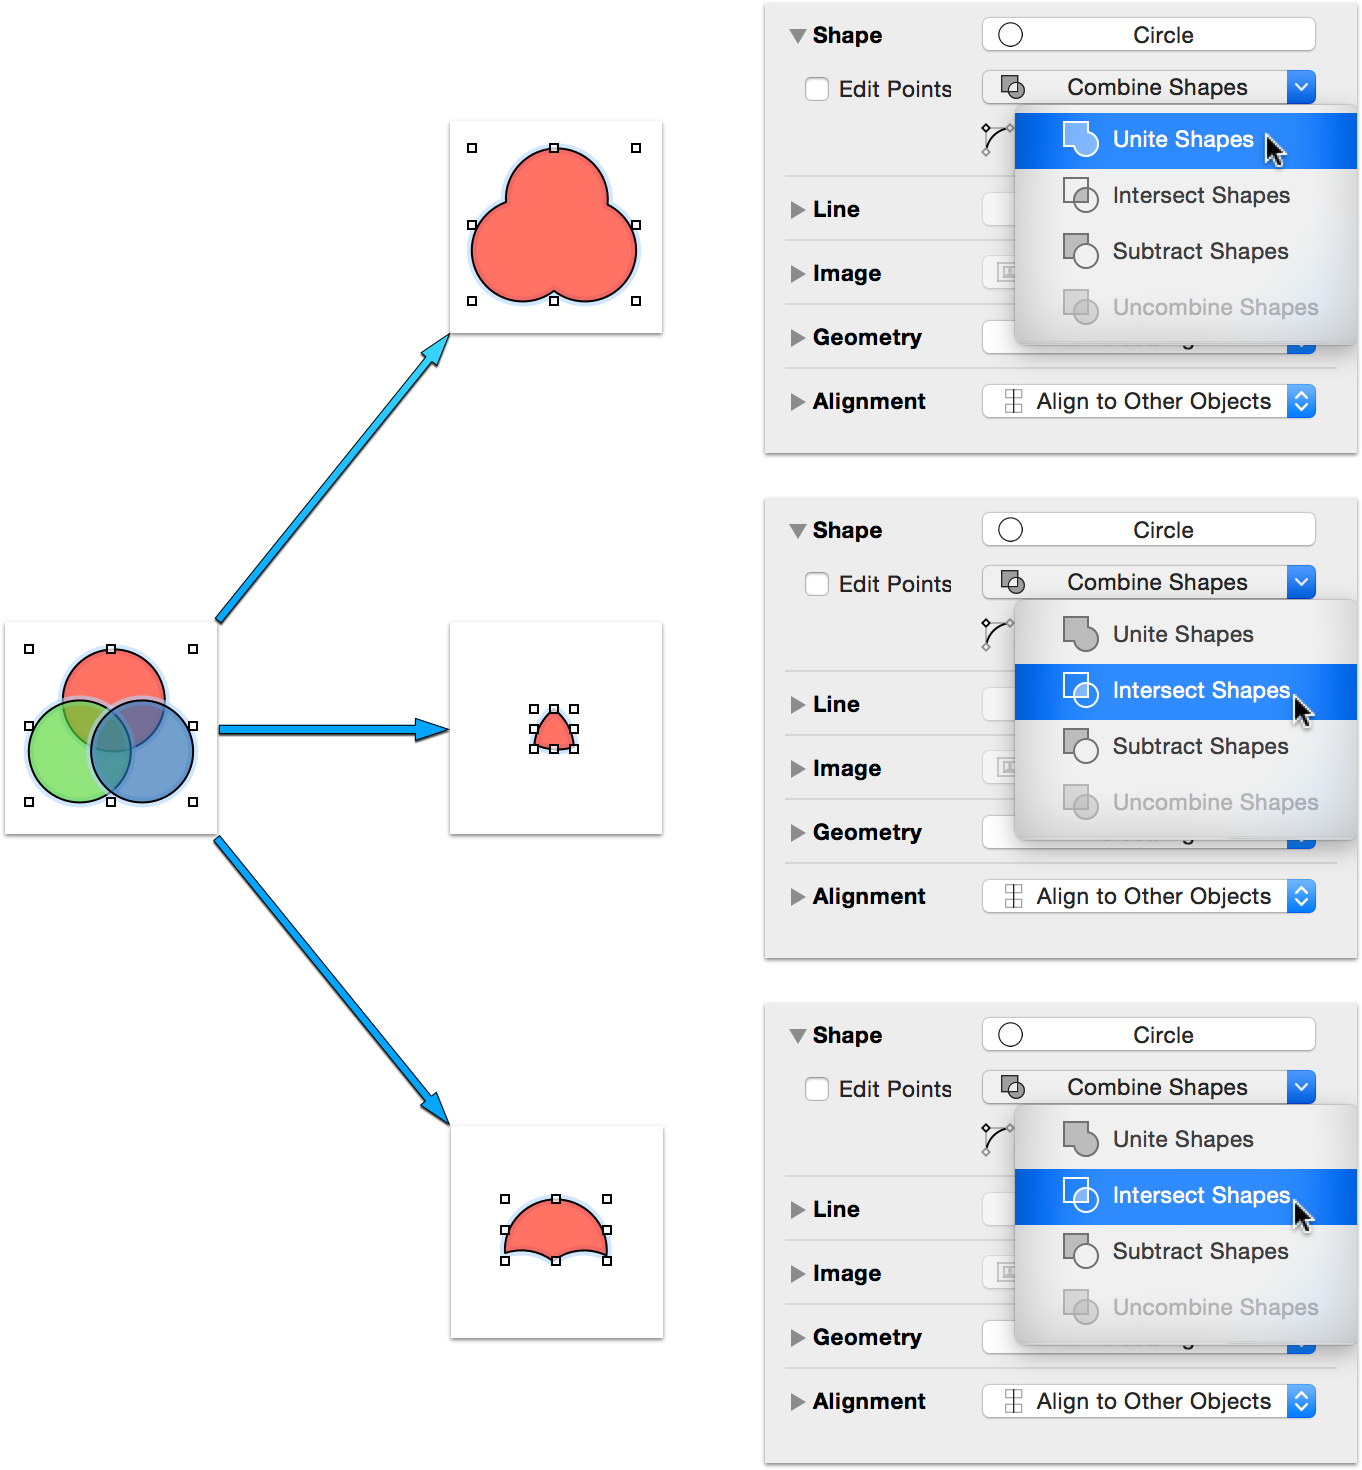 Shape
Circle
Edit Points
Combine Shapes
Unite Shapes
Intersect Shapes
Subtract Shapes
Uncombine Shapes
Line
Image
Geometry
Alignment
Align to Other Objects
Shape
Circle
Edit Points
Combine Shapes
Unite Shapes
Intersect Shapes
Subtract Shapes
Uncombine Shapes
Line
Image
Geometry
Alignment
Align to Other Objects
Shape
Circle
Edit Points
Combine Shapes
Unite Shapes
Intersect Shapes
Subtract Shapes
Uncombine Shapes
Line
Image
Geometry
Alignment
Align to Other Objects